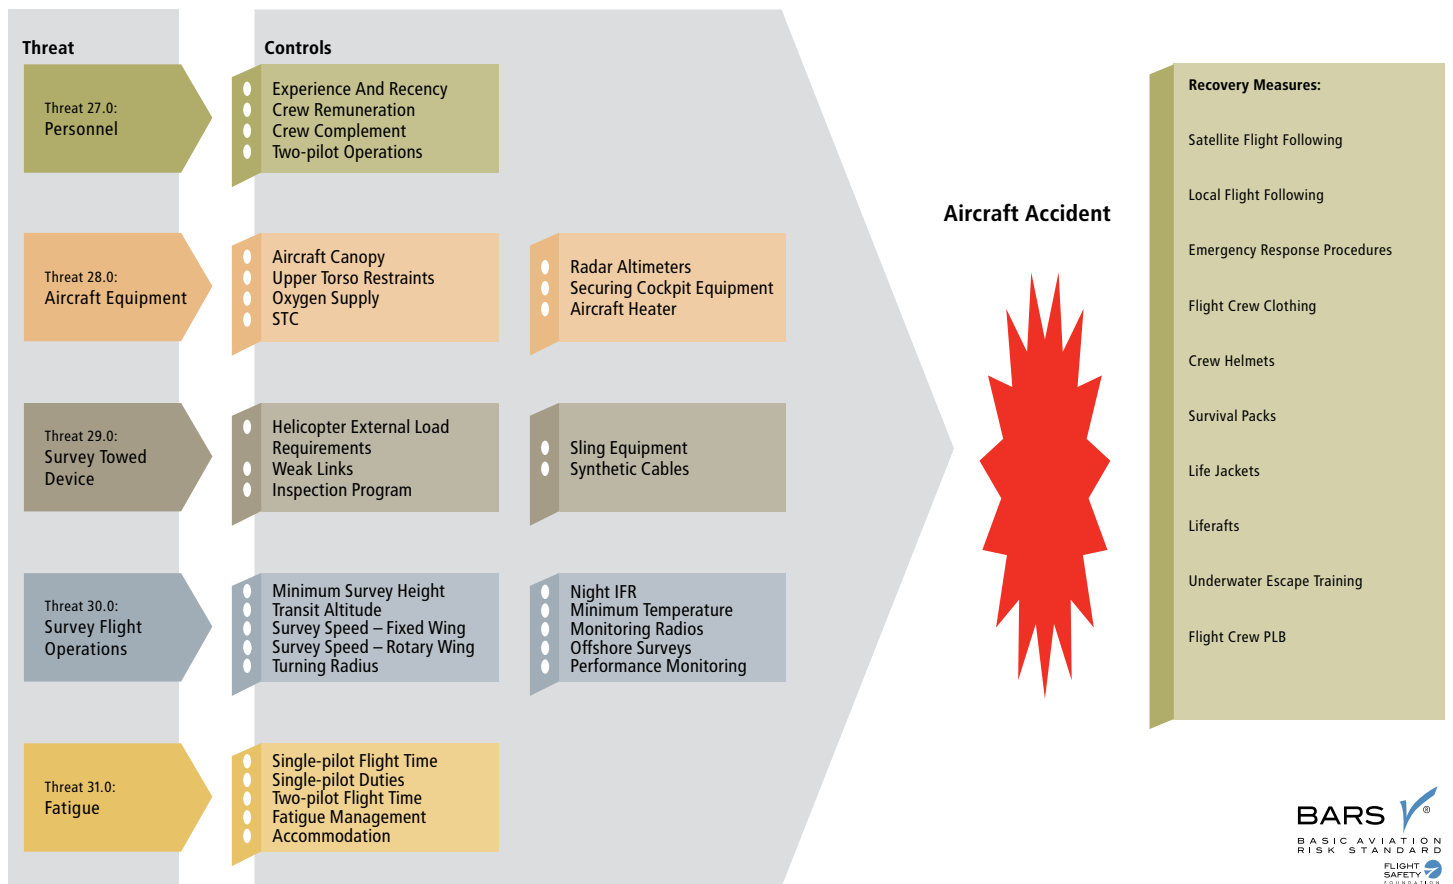 Threat
Controls
Threat 27.0:
Personnel
Experience And Recency
Crew Remuneration
Crew Complement
Two-pilot Operations
Threat 28.0:
Aircraft Equipment
Aircraft Canopy
Upper Torso Restraints
Oxygen Supply
STC
Radar Altimeters
Securing Cockpit Equipment
Aircraft Heater
Threat 29.0:
Survey Towed
Device
Helicopter External Load
Requirements
Weak Links
Inspection Program
Sling Equipment
Synthetic Cables
Threat 30.0:
Survey Flight
Operations
Minimum Survey Height
Transit Altitude
Survey Speed – Fixed Wing
Survey Speed – Rotary Wing
Turning Radius
Night IFR
Minimum Temperature
Monitoring Radios
Offshore Surveys
Performance Monitoring
Threat 31.0:
Fatigue
Single-pilot Flight Time
Single-pilot Duties
Two-pilot Flight Time
Fatigue Management
Accommodation
Aircraft Accident
Recovery Measures:
Satellite Flight Following
Local Flight Following
Emergency Response Procedures
Flight Crew Clothing
Crew Helmets
Survival Packs
Life Jackets
Liferafts
Underwater Escape Training
Flight Crew PLB
BARS ®
BASIC AVIATION
RISK STANDARD
FLIGHT
SAFETY
FOUNDATION